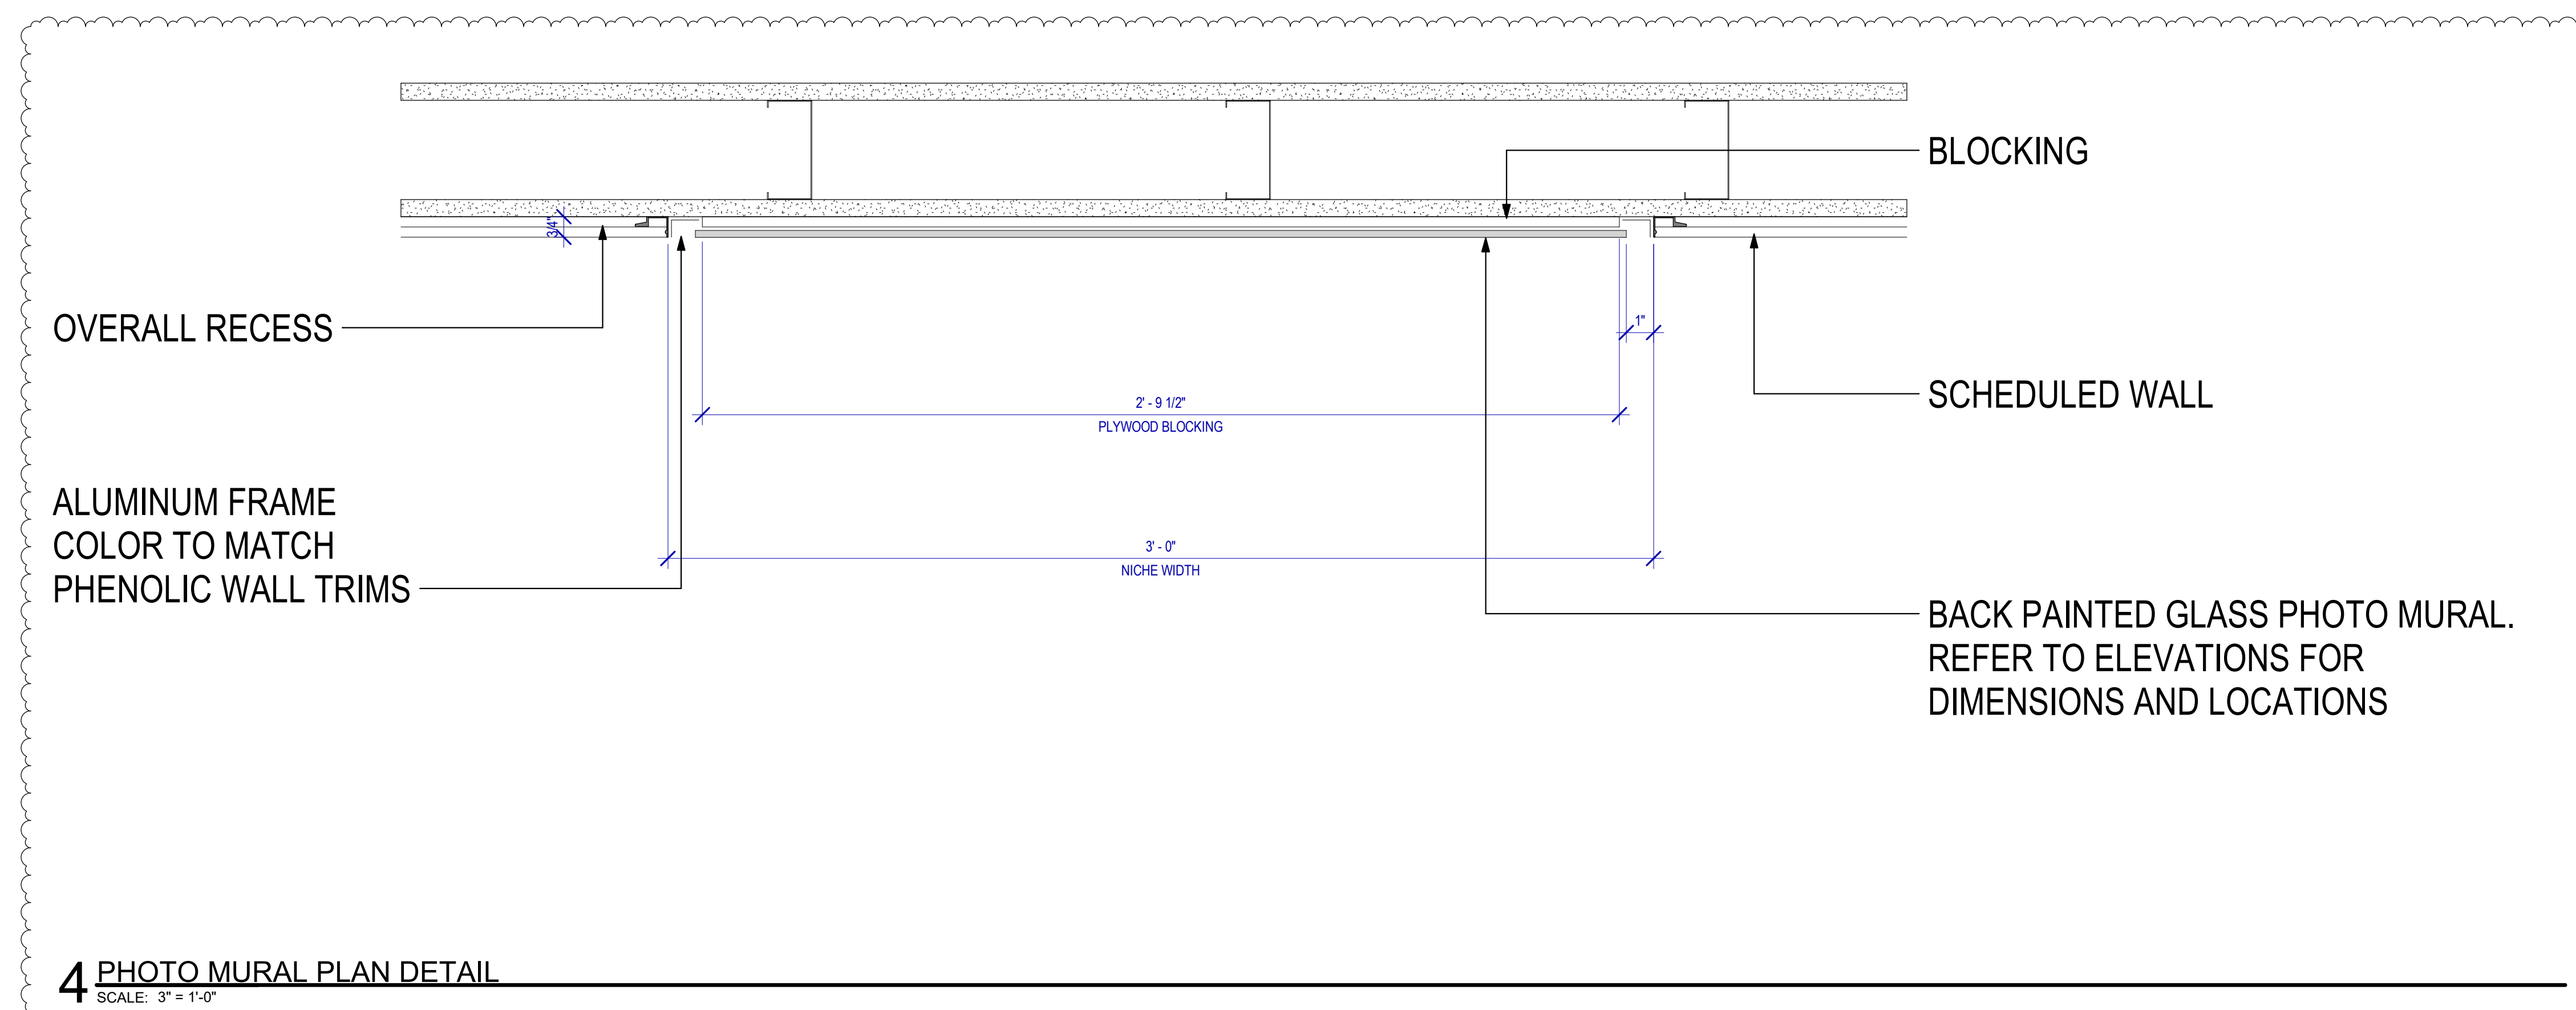 BLOCKING
3/4"
OVERALL RECESS
1"
SCHEDULED WALL
2' - 9 1/2"
PLYWOOD BLOCKING
ALUMINUM FRAME
COLOR TO MATCH
PHENOLIC WALL TRIMS
3' - 0"
NICHE WIDTH
BACK PAINTED GLASS PHOTO MURAL.
REFER TO ELEVATIONS FOR
DIMENSIONS AND LOCATIONS
4 PHOTO MURAL PLAN DETAIL
SCALE: 3" = 1'-0"